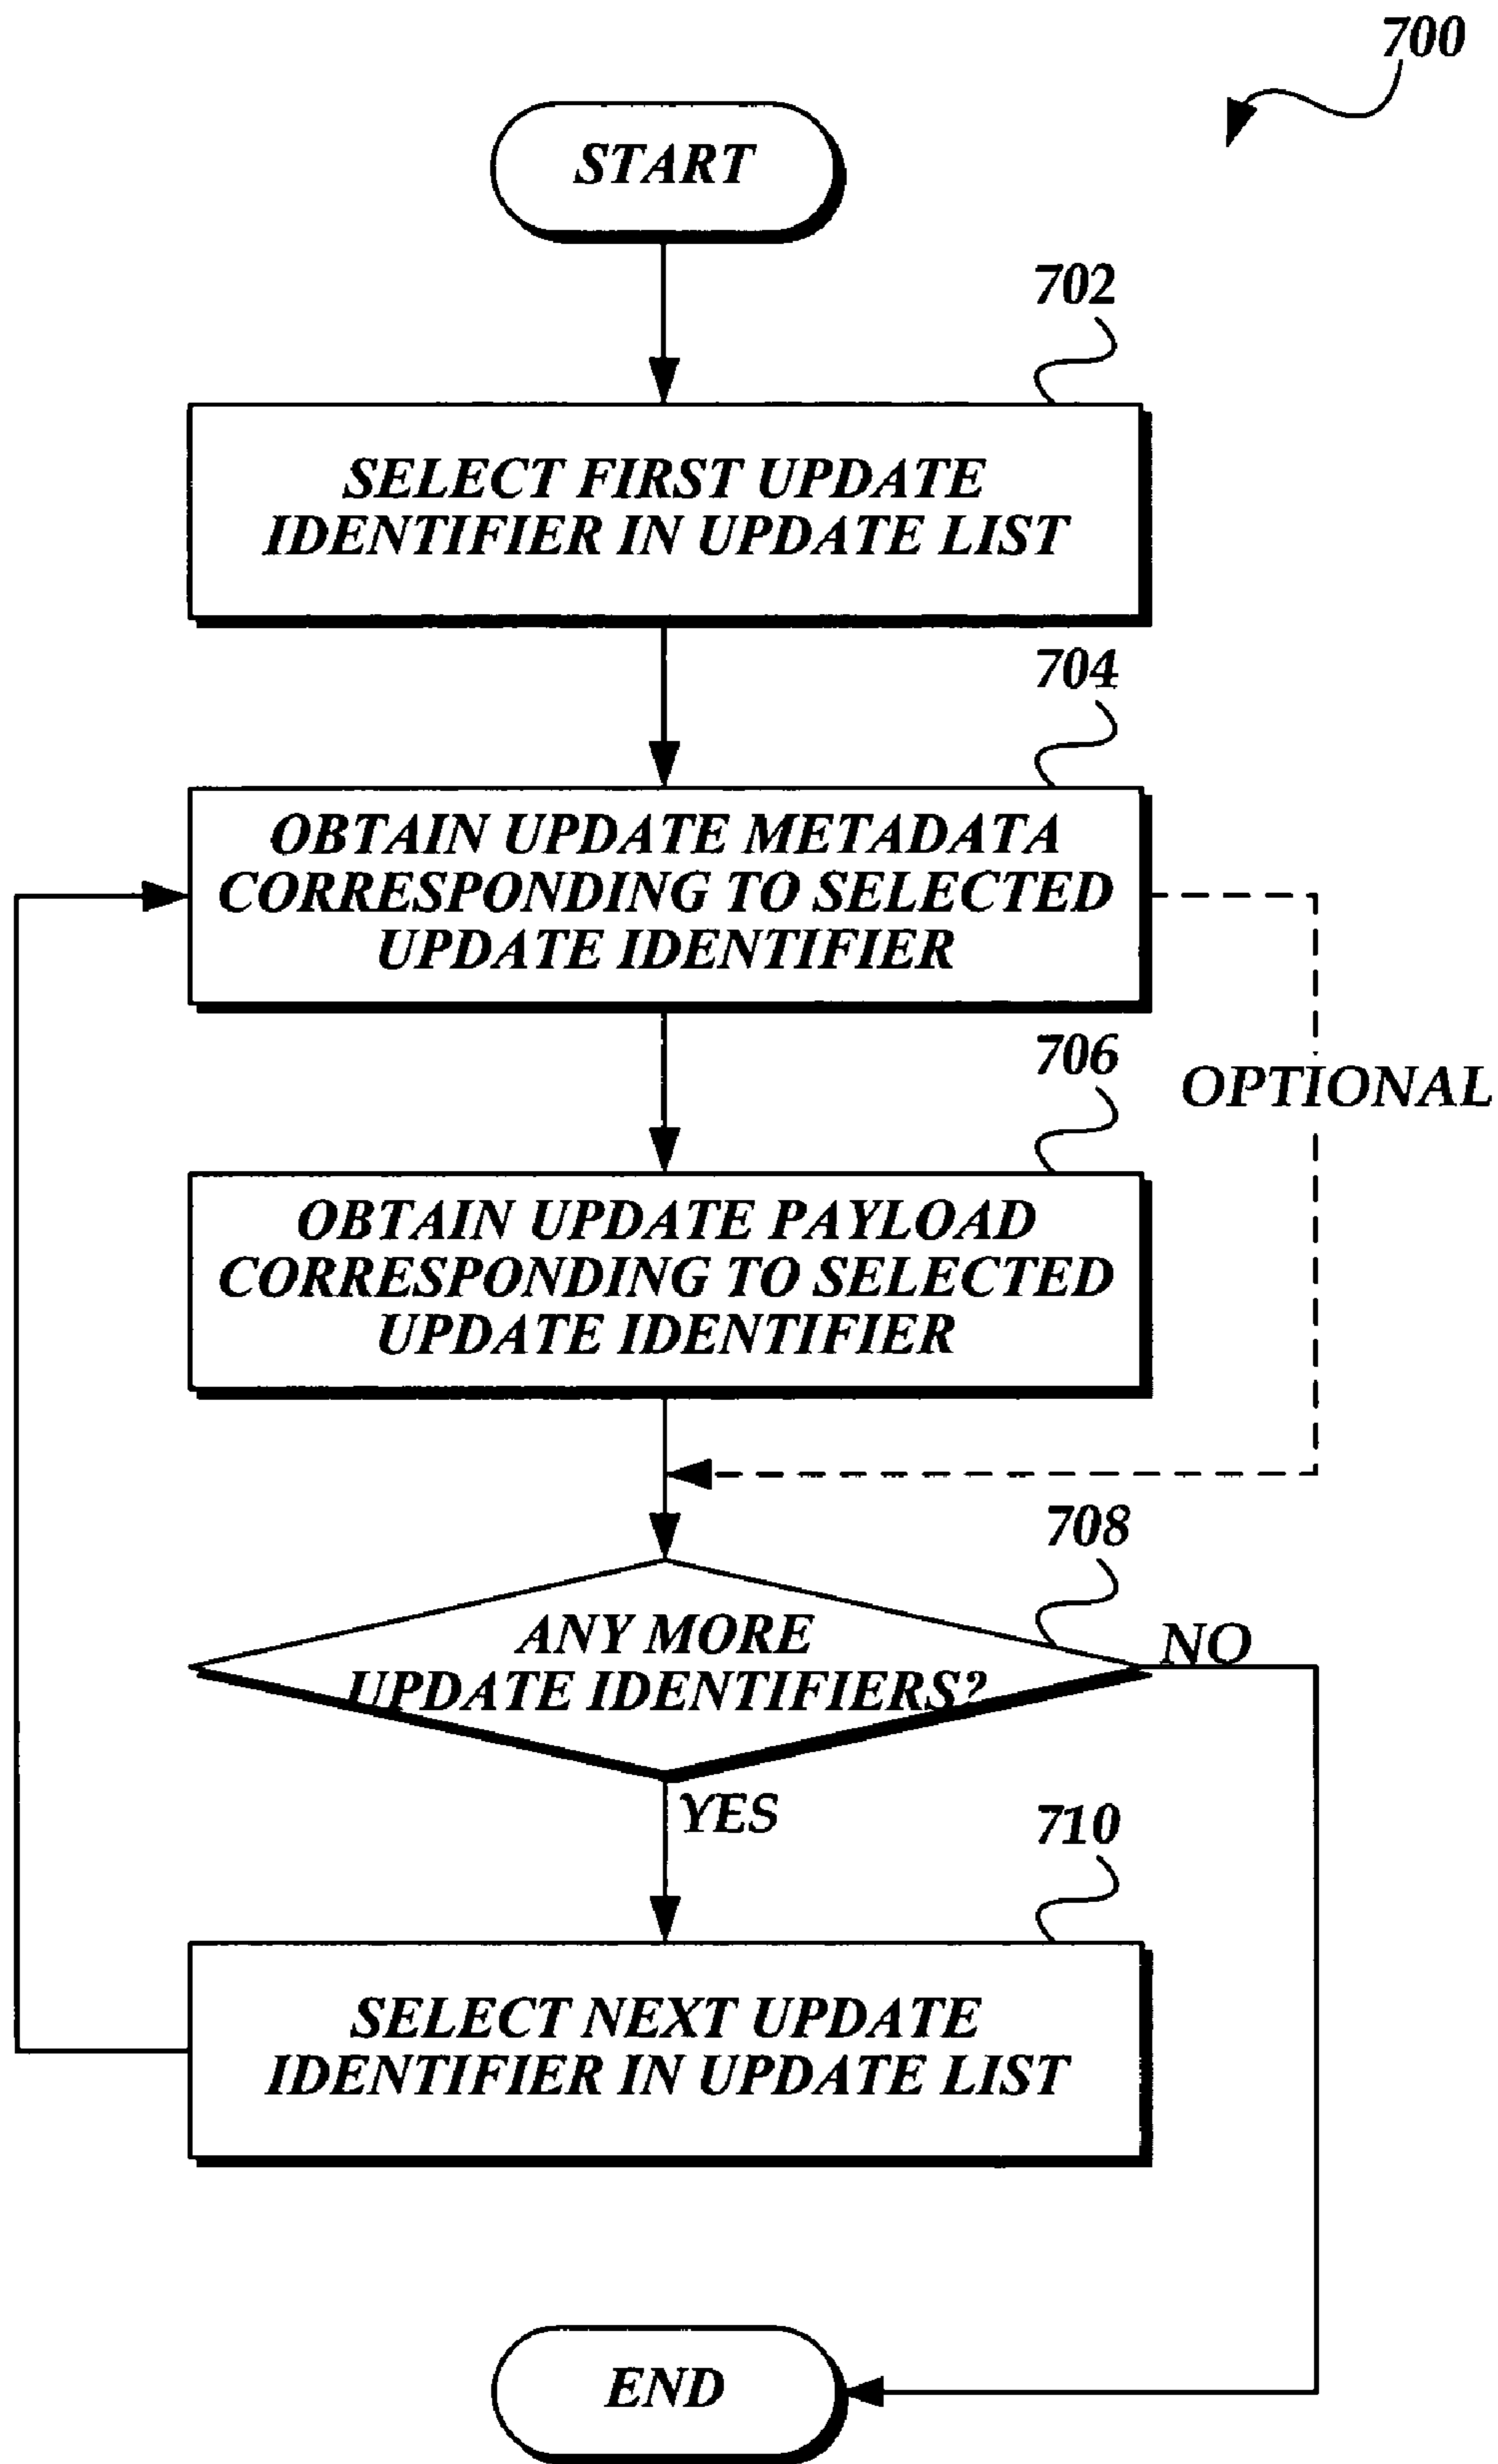 700
START
702
SELECT FIRST UPDATE
IDENTIFIER IN UPDATE LIST
704
OBTAIN UPDATE METADATA
CORRESPONDING TO SELECTED
UPDATE IDENTIFIER
706
OPTIONAL
OBTAIN UPDATE PAYLOAD
CORRESPONDING TO SELECTED
UPDATE IDENTIFIER
708
ANY MORE
UPDATE IDENTIFIERS?
NO
YES
710
SELECT NEXT UPDATE
IDENTIFIER IN UPDATE LIST
END